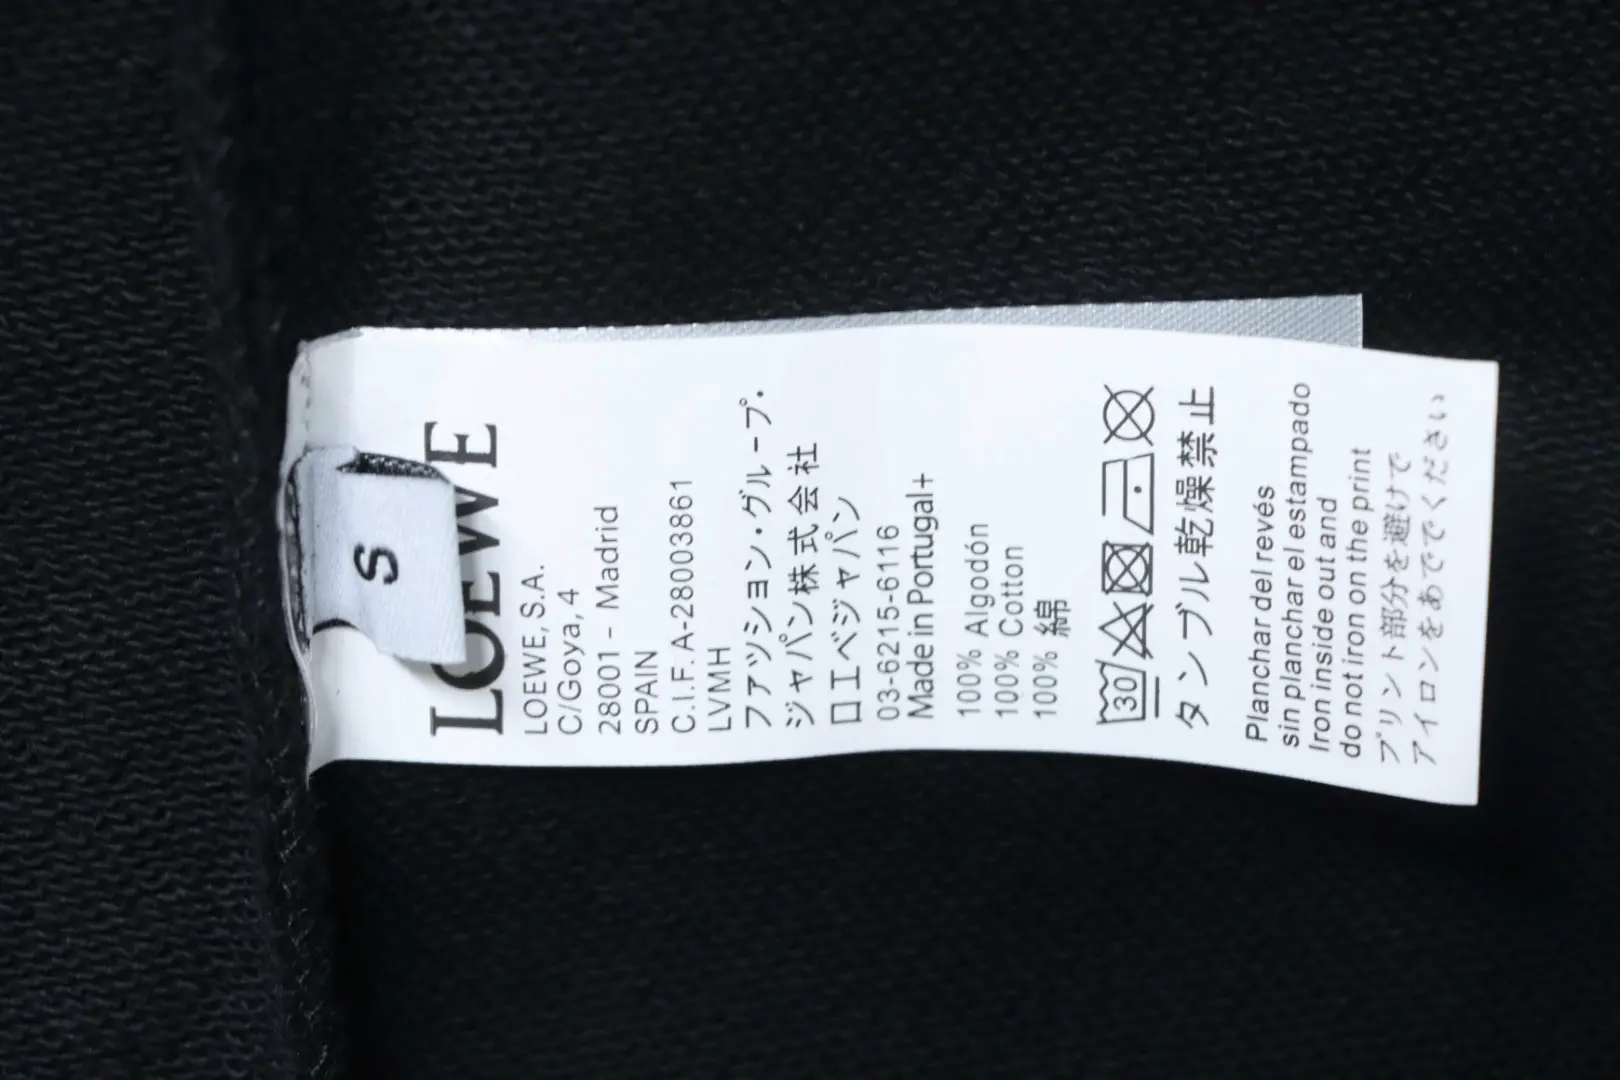 S
LOEWE
LOEWE, S.A.
C/Goya, 4
28001 - Madrid
SPAIN
C.I.F. A-28003861
LVMH
ファッション・グループ・
ジャパン株式会社
ロエベジャパン
03-6215-6116
Made in Portugal+
100% Algodón
100% Cotton
100% 綿
30
タンブル乾燥禁止
Planchar del revés
sin planchar el estampado
Iron inside out and
do not iron on the print
プリント部分を避けて
アイロンをあででください